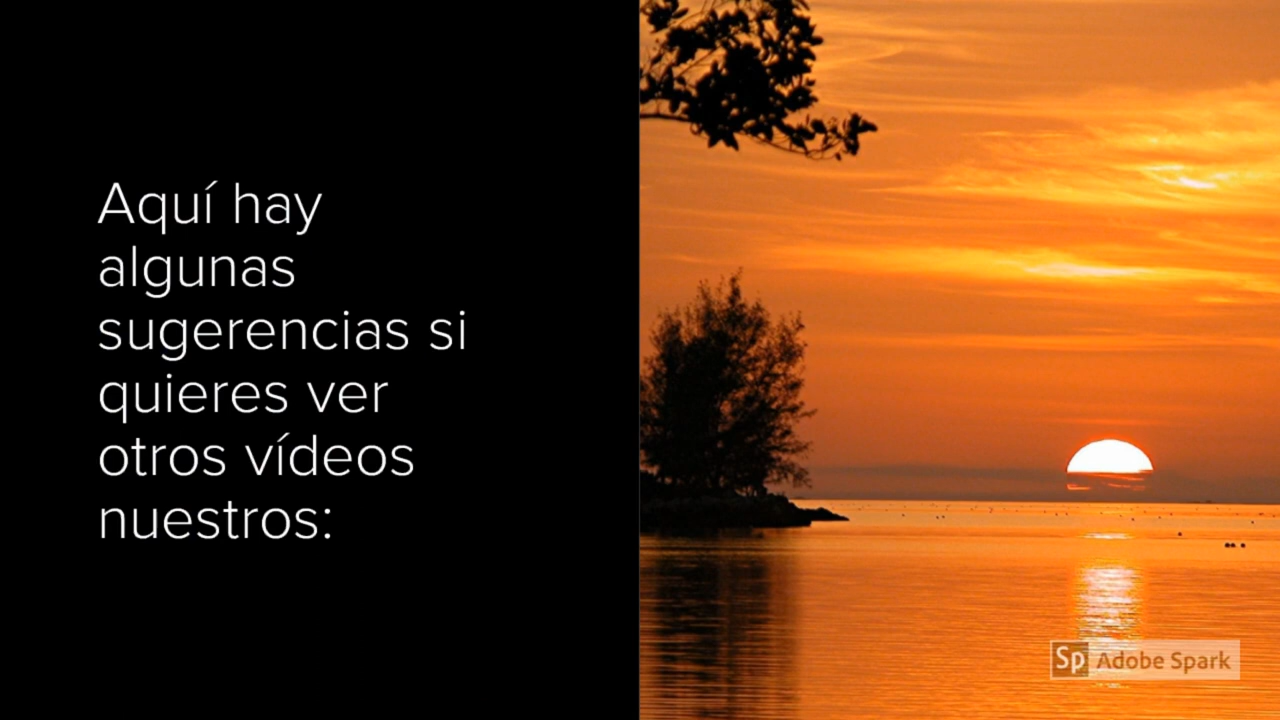 Aquí hay
algunas
sugerencias si
quieres ver
otros vídeos
nuestros:
Sp Adobe Spark